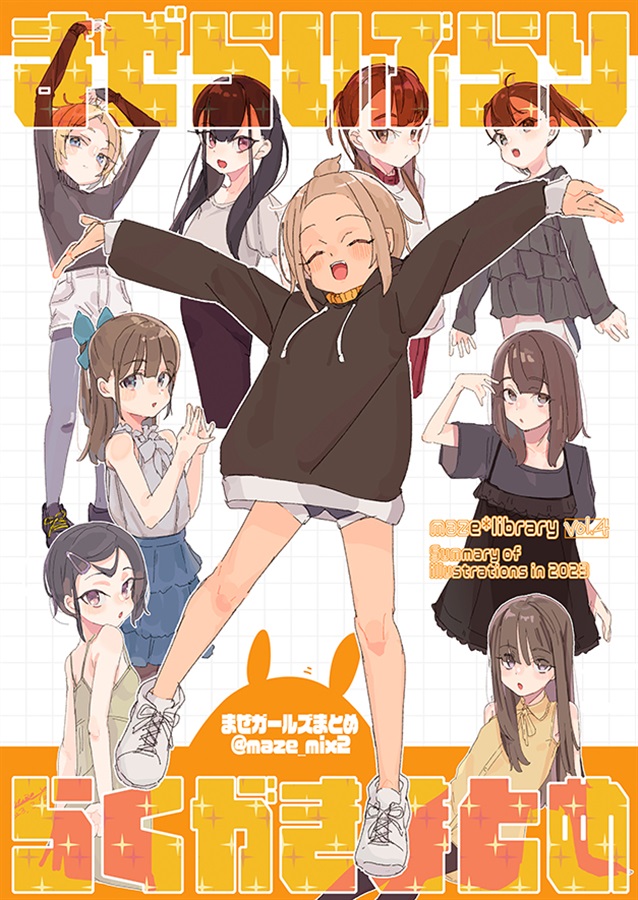 まぜらいぶらり
maze*library vol.4
Summary of
illustrations in 2023
まぜガールズまとめ
@maze_mix2
らくがきまとめ